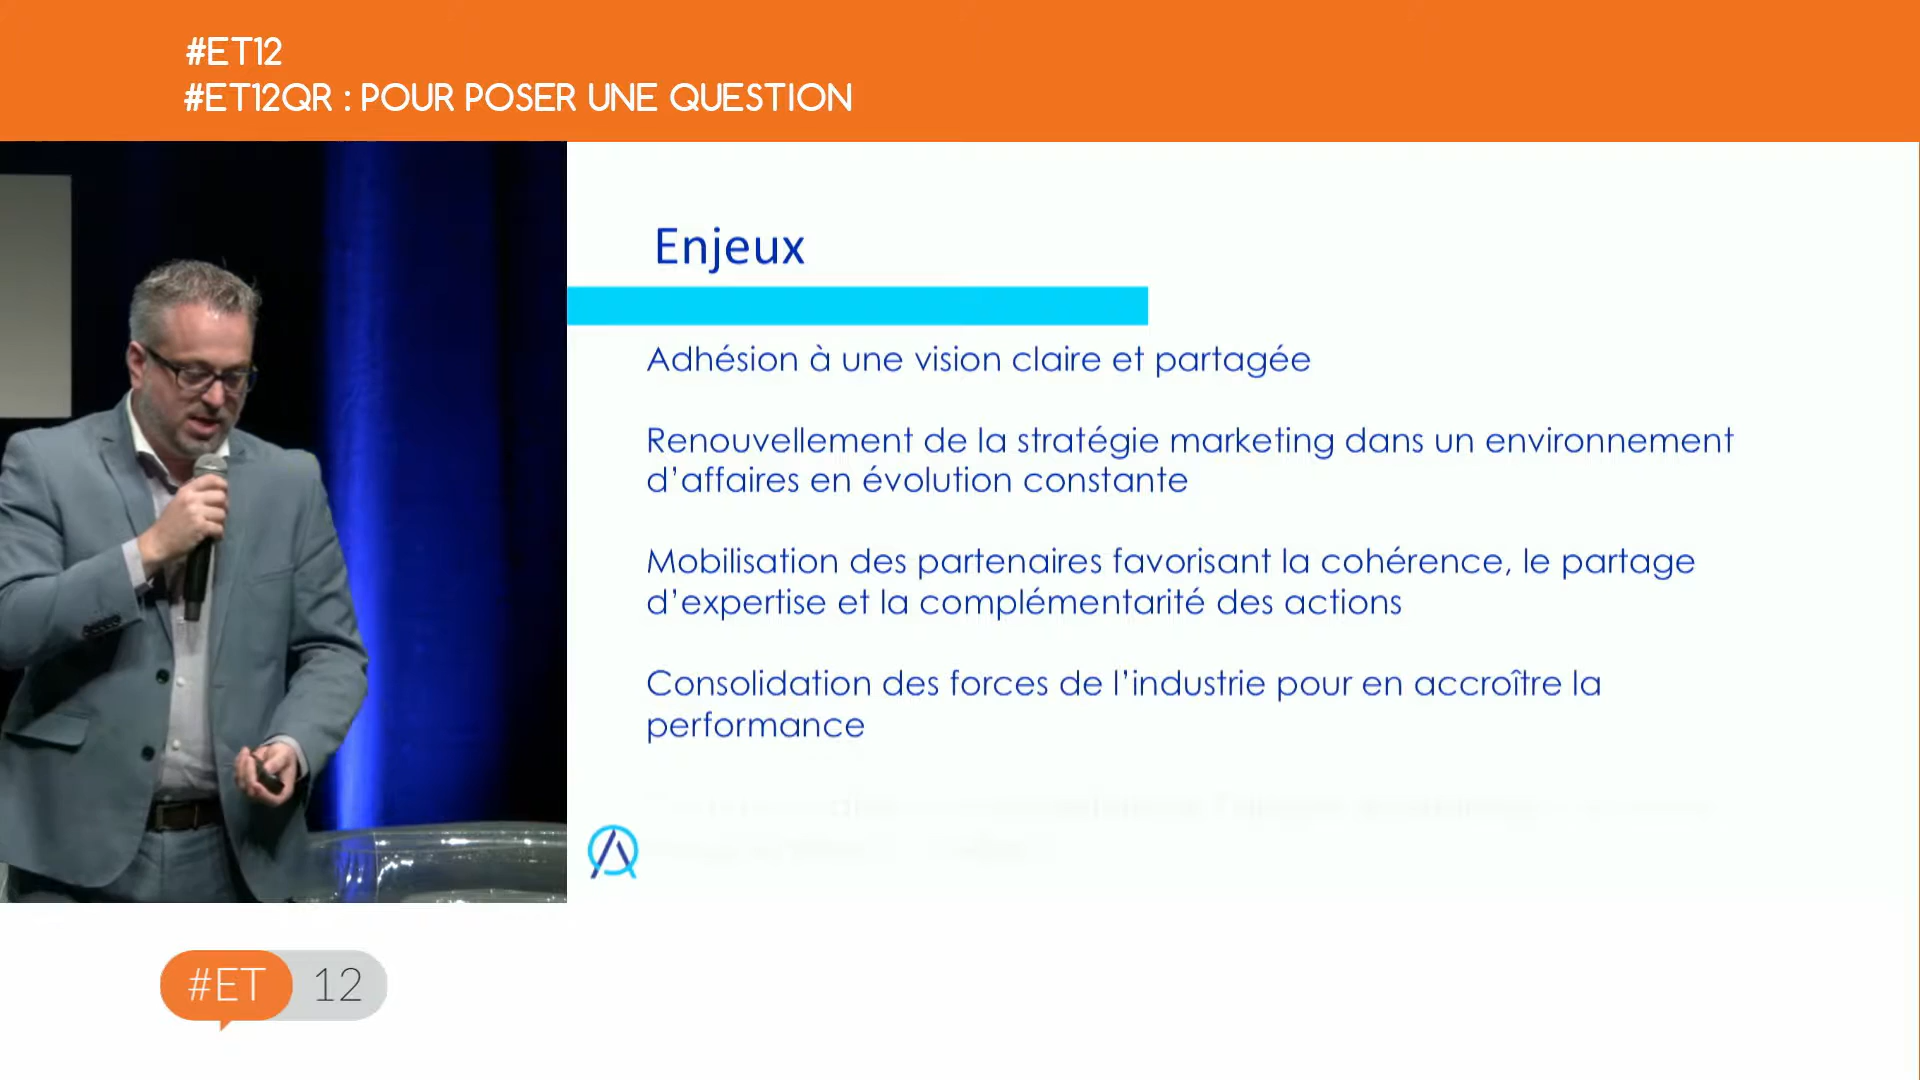 #ET12
#ET12QR : POUR POSER UNE QUESTION
Enjeux
Adhésion à une vision claire et partagée
Renouvellement de la stratégie marketing dans un environnement
d’affaires en évolution constante
Mobilisation des partenaires favorisant la cohérence, le partage
d’expertise et la complémentarité des actions
Consolidation des forces de l’industrie pour en accroître la
performance
#ET 12